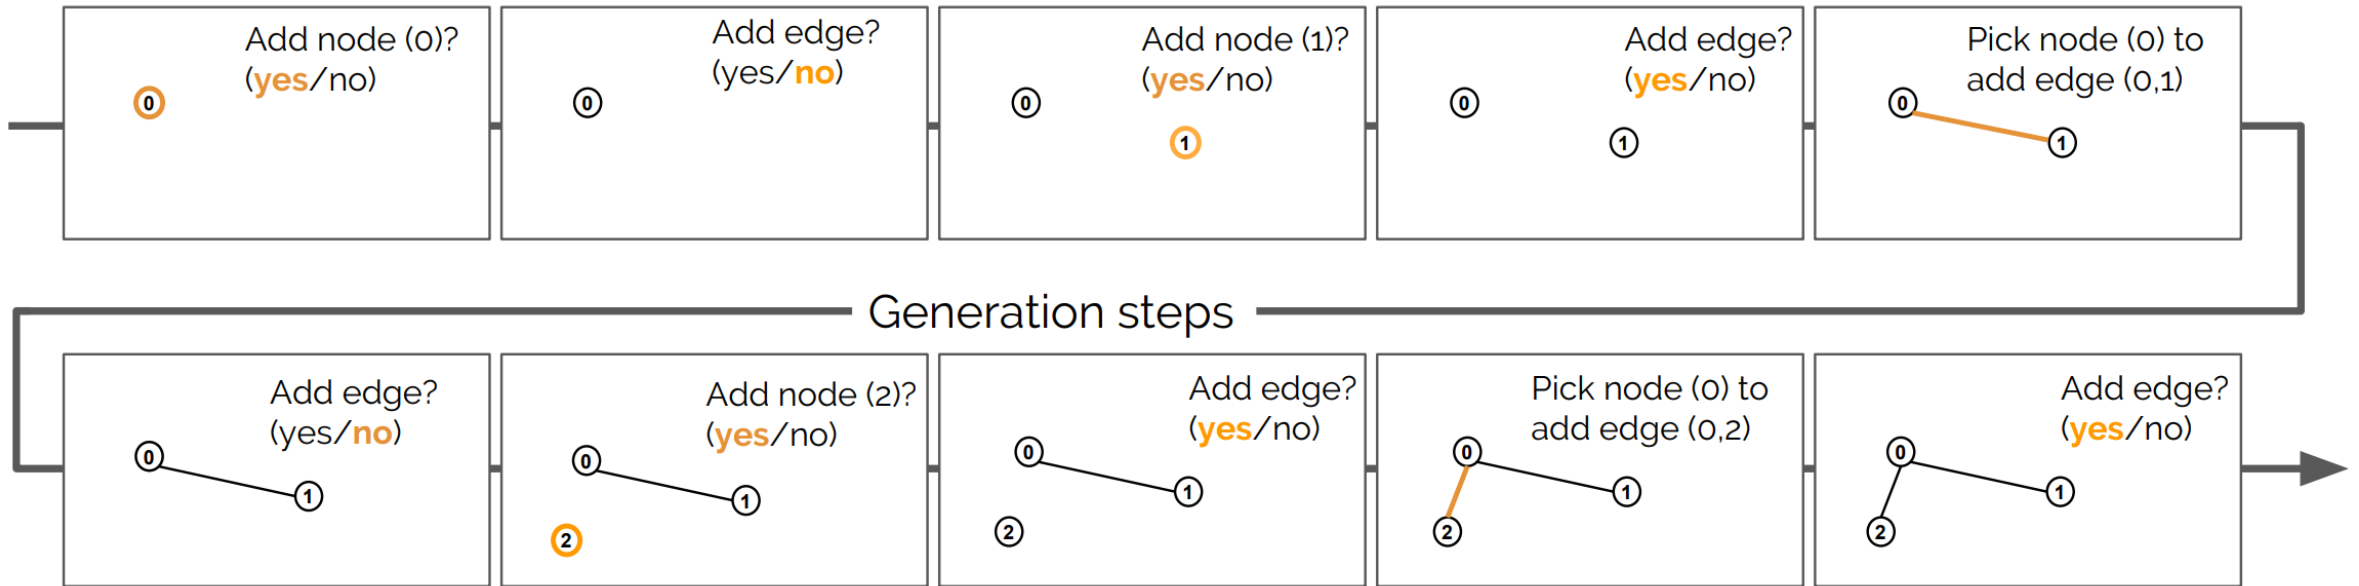 Add node (0)?
(yes/no)
0
Add edge?
(yes/no)
0
Add node (1)?
(yes/no)
0
1
Add edge?
(yes/no)
0
1
Pick node (0) to
add edge (0,1)
0
1
Generation steps
Add edge?
(yes/no)
0
1
Add node (2)?
(yes/no)
0
1
2
Add edge?
(yes/no)
0
1
2
Pick node (0) to
add edge (0,2)
0
1
2
Add edge?
(yes/no)
0
1
2